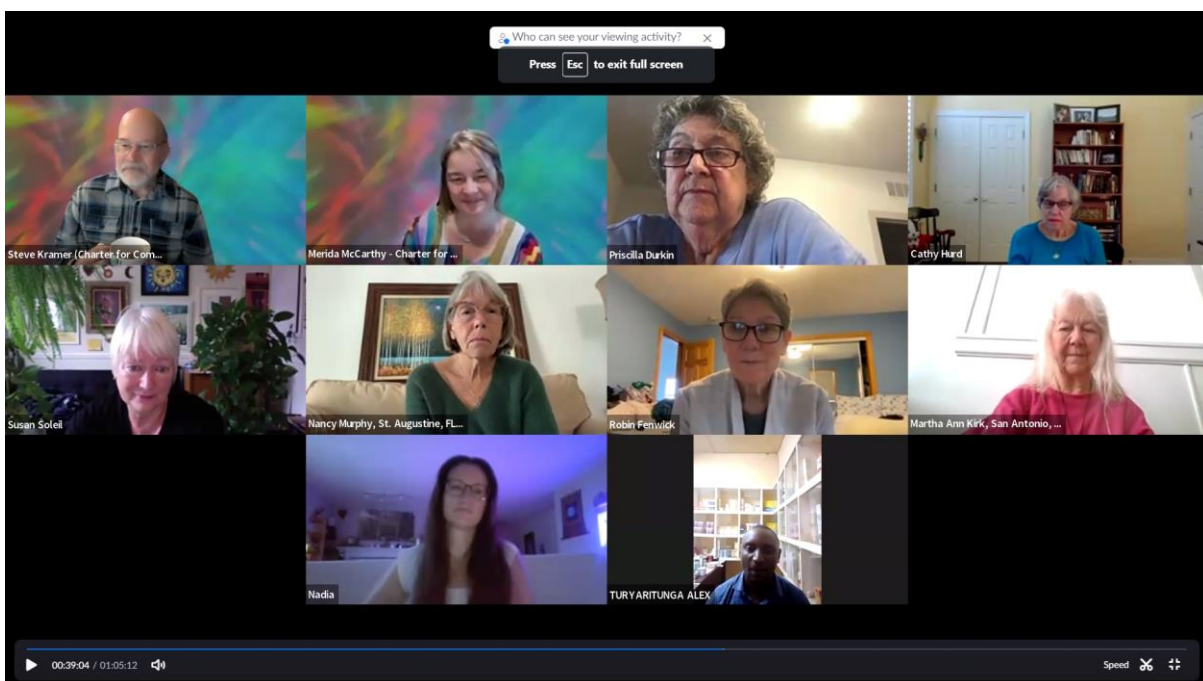 Who can see your viewing activity?
Press Esc to exit full screen
Steve Kramer (Charter for Com...
Merida McCarthy - Charter for ...
Priscilla Durkin
Cathy Hurd
Susan Soleil
Nancy Murphy, St. Augustine, FL...
Robin Fenwick
Martha Ann Kirk, San Antonio, ...
Nadia
TURYARITUNGA ALEX
00:39:04 / 01:05:12
Speed